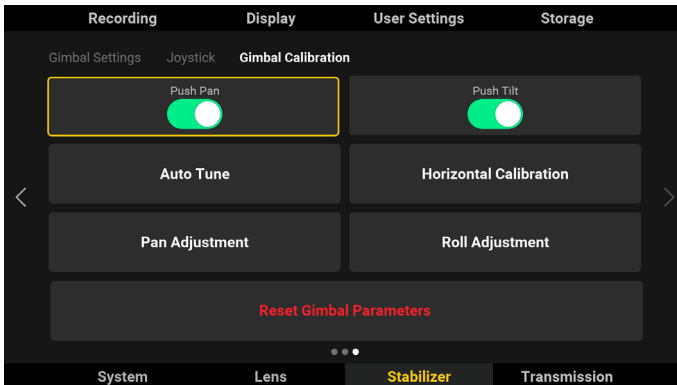 Recording Display User Settings Storage
Gimbal Settings Joystick Gimbal Calibration
Push Pan Push Tilt
Auto Tune Horizontal Calibration
Pan Adjustment Roll Adjustment
Reset Gimbal Parameters
System Lens Stabilizer Transmission